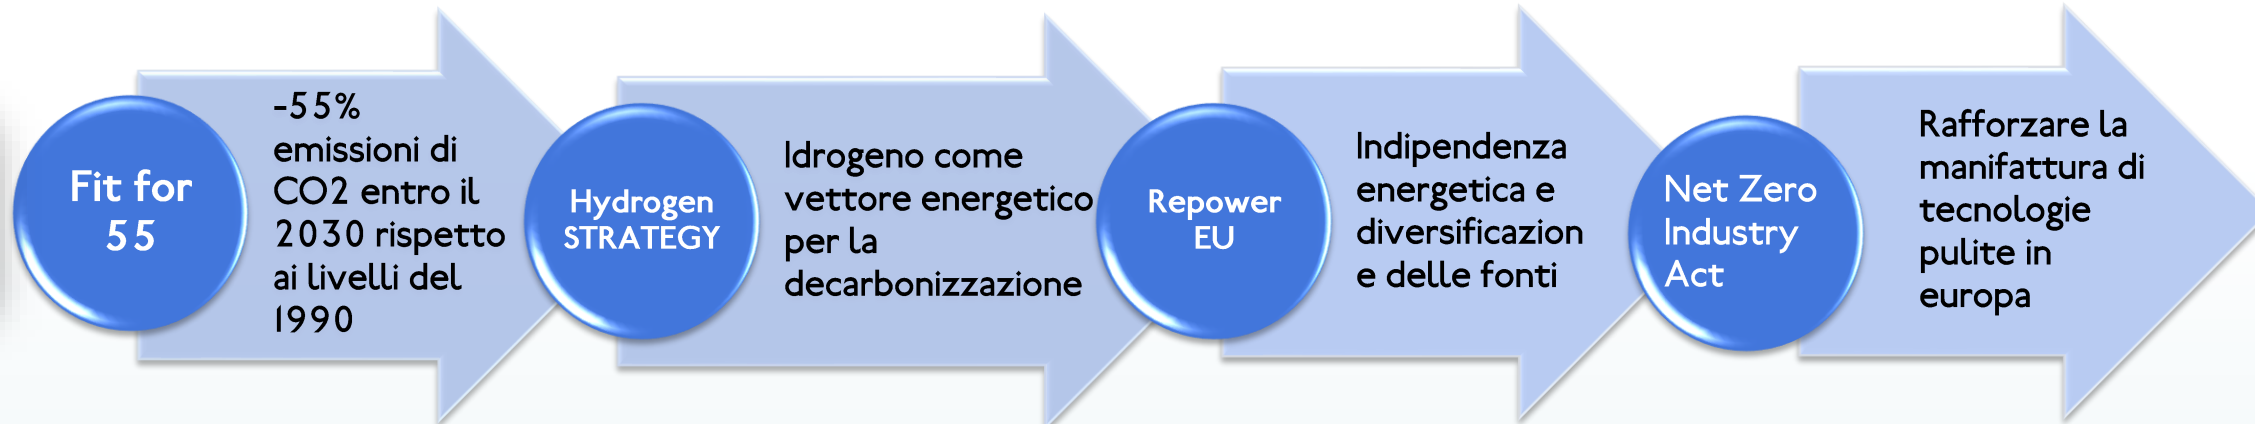 Fit for
55
-55%
emissioni di
CO2 entro il
2030 rispetto
ai livelli del
1990
Hydrogen
STRATEGY
Idrogeno come
vettore energetico
per la
decarbonizzazione
Repower
EU
Indipendenza
energetica e
diversificazion
e delle fonti
Net Zero
Industry
Act
Rafforzare la
manifattura di
tecnologie
pulite in
europa